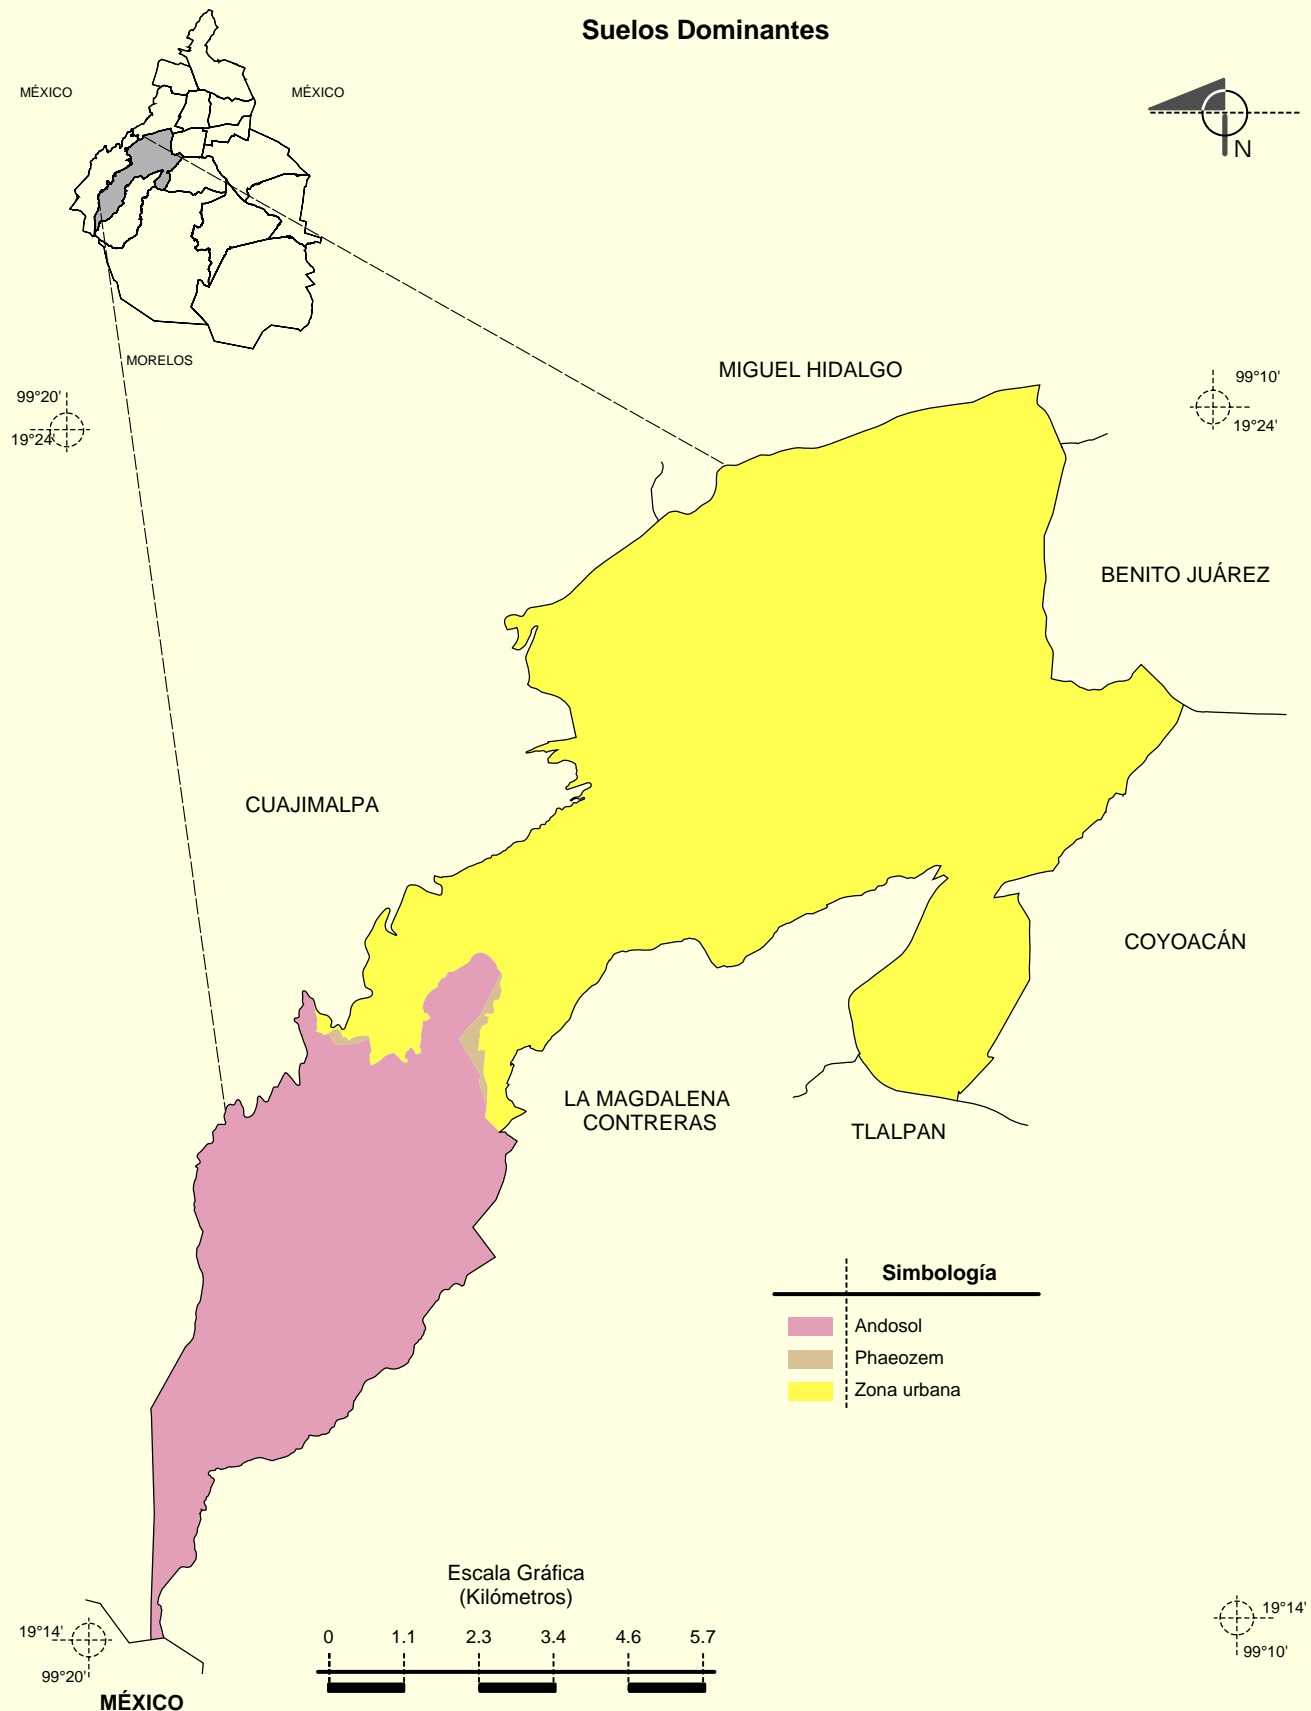 Suelos Dominantes
MÉXICO
MÉXICO
N
MORELOS
MIGUEL HIDALGO
99°20'
19°24'
99°10'
19°24'
BENITO JUÁREZ
CUAJIMALPA
COYOACÁN
LA MAGDALENA
CONTRERAS
TLALPAN
Simbología
Andosol
Phaeozem
Zona urbana
Escala Gráfica
(Kilómetros)
0 1.1 2.3 3.4 4.6 5.7
19°14'
99°20'
19°14'
99°10'
MÉXICO